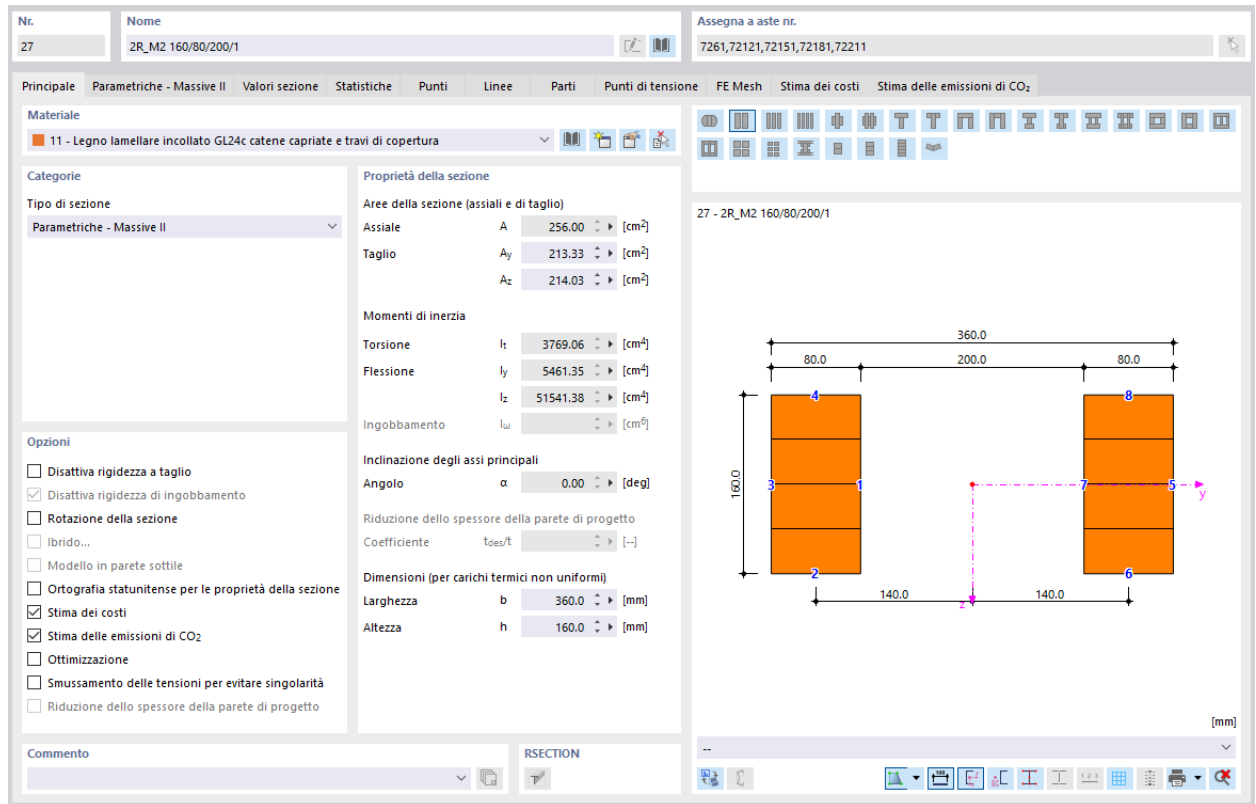 Nr.
27
Nome
2R_M2 160/80/200/1
Assegna a aste nr.
7261,72121,72151,72181,72211
Principale Parametriche - Massive II Valori sezione Statistiche Punti Linee Parti Punti di tensione FE Mesh Stima dei costi Stima delle emissioni di CO₂
Materiale
11 - Legno lamellare incollato GL24c catene capriate e travi di copertura
Categorie
Tipo di sezione
Parametriche - Massive II
Opzioni
Disattiva rigidezza a taglio
Disattiva rigidezza di ingobbamento
Rotazione della sezione
Ibrido...
Modello in parete sottile
Ortografia statunitense per le proprietà della sezione
Stima dei costi
Stima delle emissioni di CO₂
Ottimizzazione
Smussamento delle tensioni per evitare singolarità
Riduzione dello spessore della parete di progetto
Proprietà della sezione
Aree della sezione (assiali e di taglio)
Assiale A 256.00 [cm²]
Taglio Ay 213.33 [cm²]
Az 214.03 [cm²]
Momenti di inerzia
Torsione It 3769.06 [cm⁴]
Flessione Iy 5461.35 [cm⁴]
Iz 51541.38 [cm⁴]
Ingobbamento Iω [cm⁶]
Inclinazione degli assi principali
Angolo α 0.00 [deg]
Riduzione dello spessore della parete di progetto
Coefficiente tdes/t [--]
Dimensioni (per carichi termici non uniformi)
Larghezza b 360.0 [mm]
Altezza h 160.0 [mm]
27 - 2R_M2 160/80/200/1
360.0
80.0 200.0 80.0
4 8
160.0
3 1 7 5
y
2 6
140.0 140.0
z
[mm]
--
Commento
RSECTION